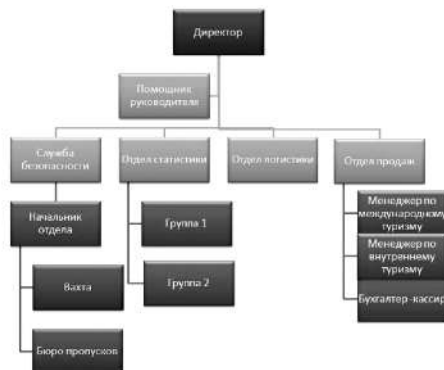 Директор
Помощник
руководителя
Служба
безопасности
Отдел статистики
Отдел логистики
Отдел продаж
Начальник
отдела
Группа 1
Менеджер по
международному
туризму
Менеджер по
внутреннему
туризму
Вахта
Группа 2
Бухгалтер -кассир
Бюро пропусков